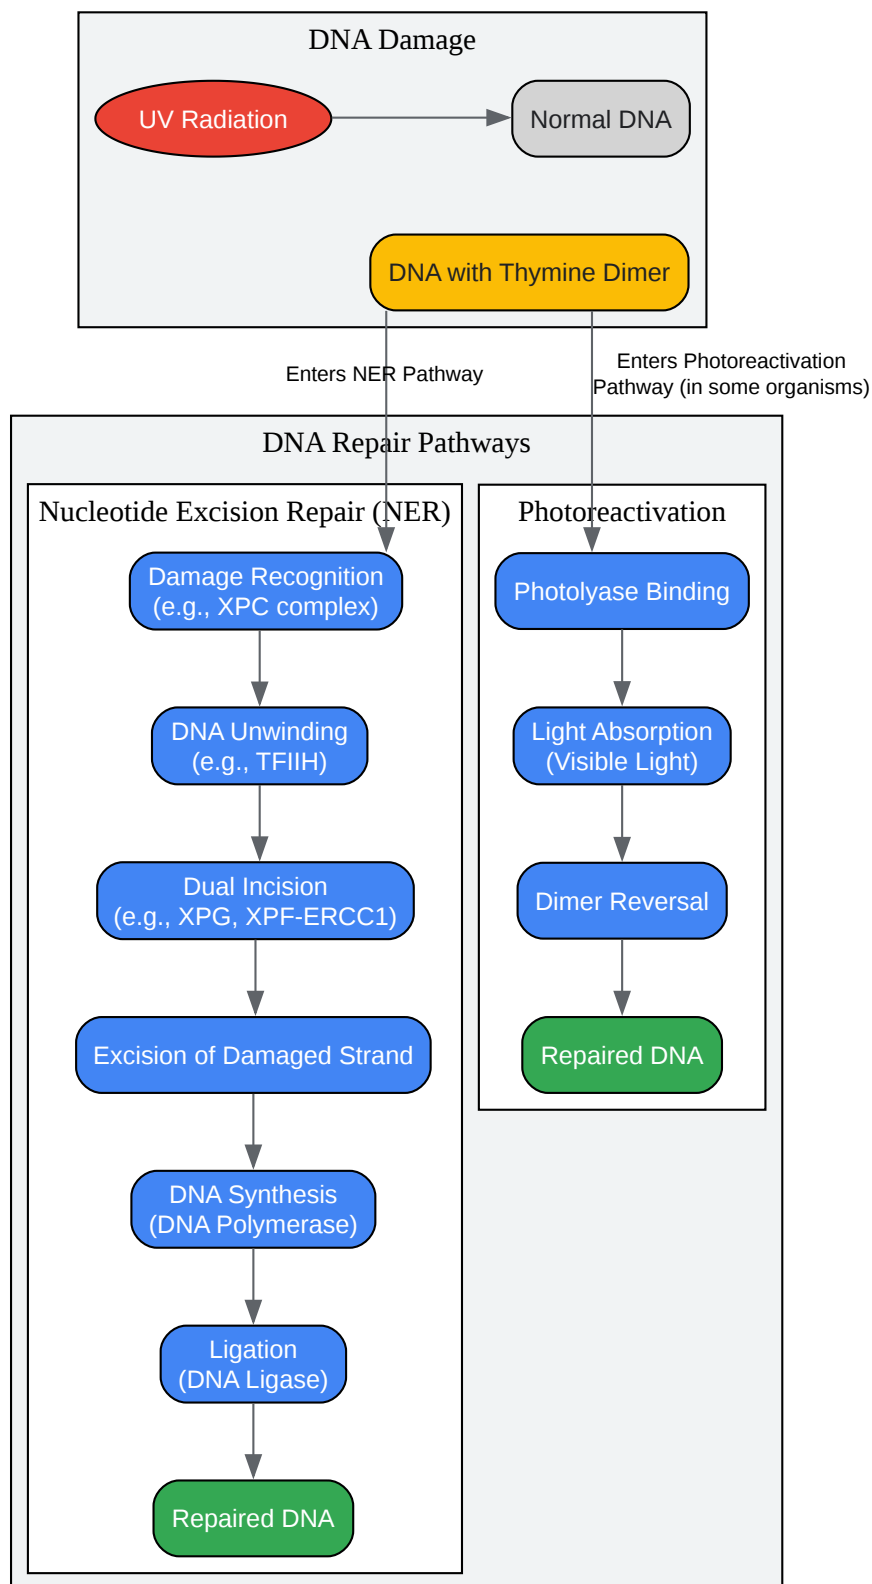 DNA Damage
UV Radiation
Normal DNA
DNA with Thymine Dimer
Enters NER Pathway
Enters Photoreactivation
Pathway (in some organisms)
DNA Repair Pathways
Nucleotide Excision Repair (NER)
Damage Recognition
(e.g., XPC complex)
DNA Unwinding
(e.g., TFIIH)
Dual Incision
(e.g., XPG, XPF-ERCC1)
Excision of Damaged Strand
DNA Synthesis
(DNA Polymerase)
Ligation
(DNA Ligase)
Repaired DNA
Photoreactivation
Photolyase Binding
Light Absorption
(Visible Light)
Dimer Reversal
Repaired DNA